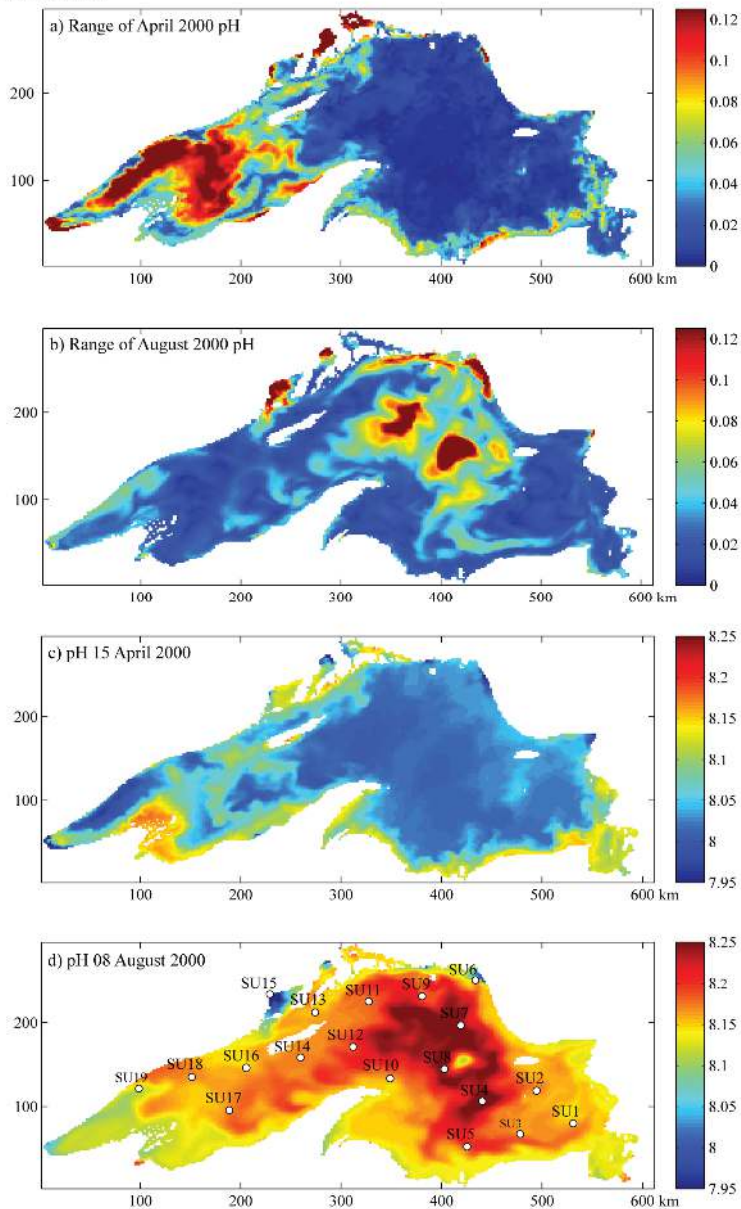 a) Range of April 2000 pH
0.12
0.1
0.08
0.06
0.04
0.02
0
200
100
100 200 300 400 500 600 km
b) Range of August 2000 pH
0.12
0.1
0.08
0.06
0.04
0.02
0
200
100
100 200 300 400 500 600 km
c) pH 15 April 2000
8.25
8.2
8.15
8.1
8.05
8
7.95
200
100
100 200 300 400 500 600 km
d) pH 08 August 2000
8.25
8.2
8.15
8.1
8.05
8
7.95
200
100
SU15
SU13
SU11
SU9
SU6
SU7
SU12
SU14
SU16
SU18
SU19
SU17
SU10
SU8
SU4
SU2
SU5
SU3
SU1
100 200 300 400 500 600 km